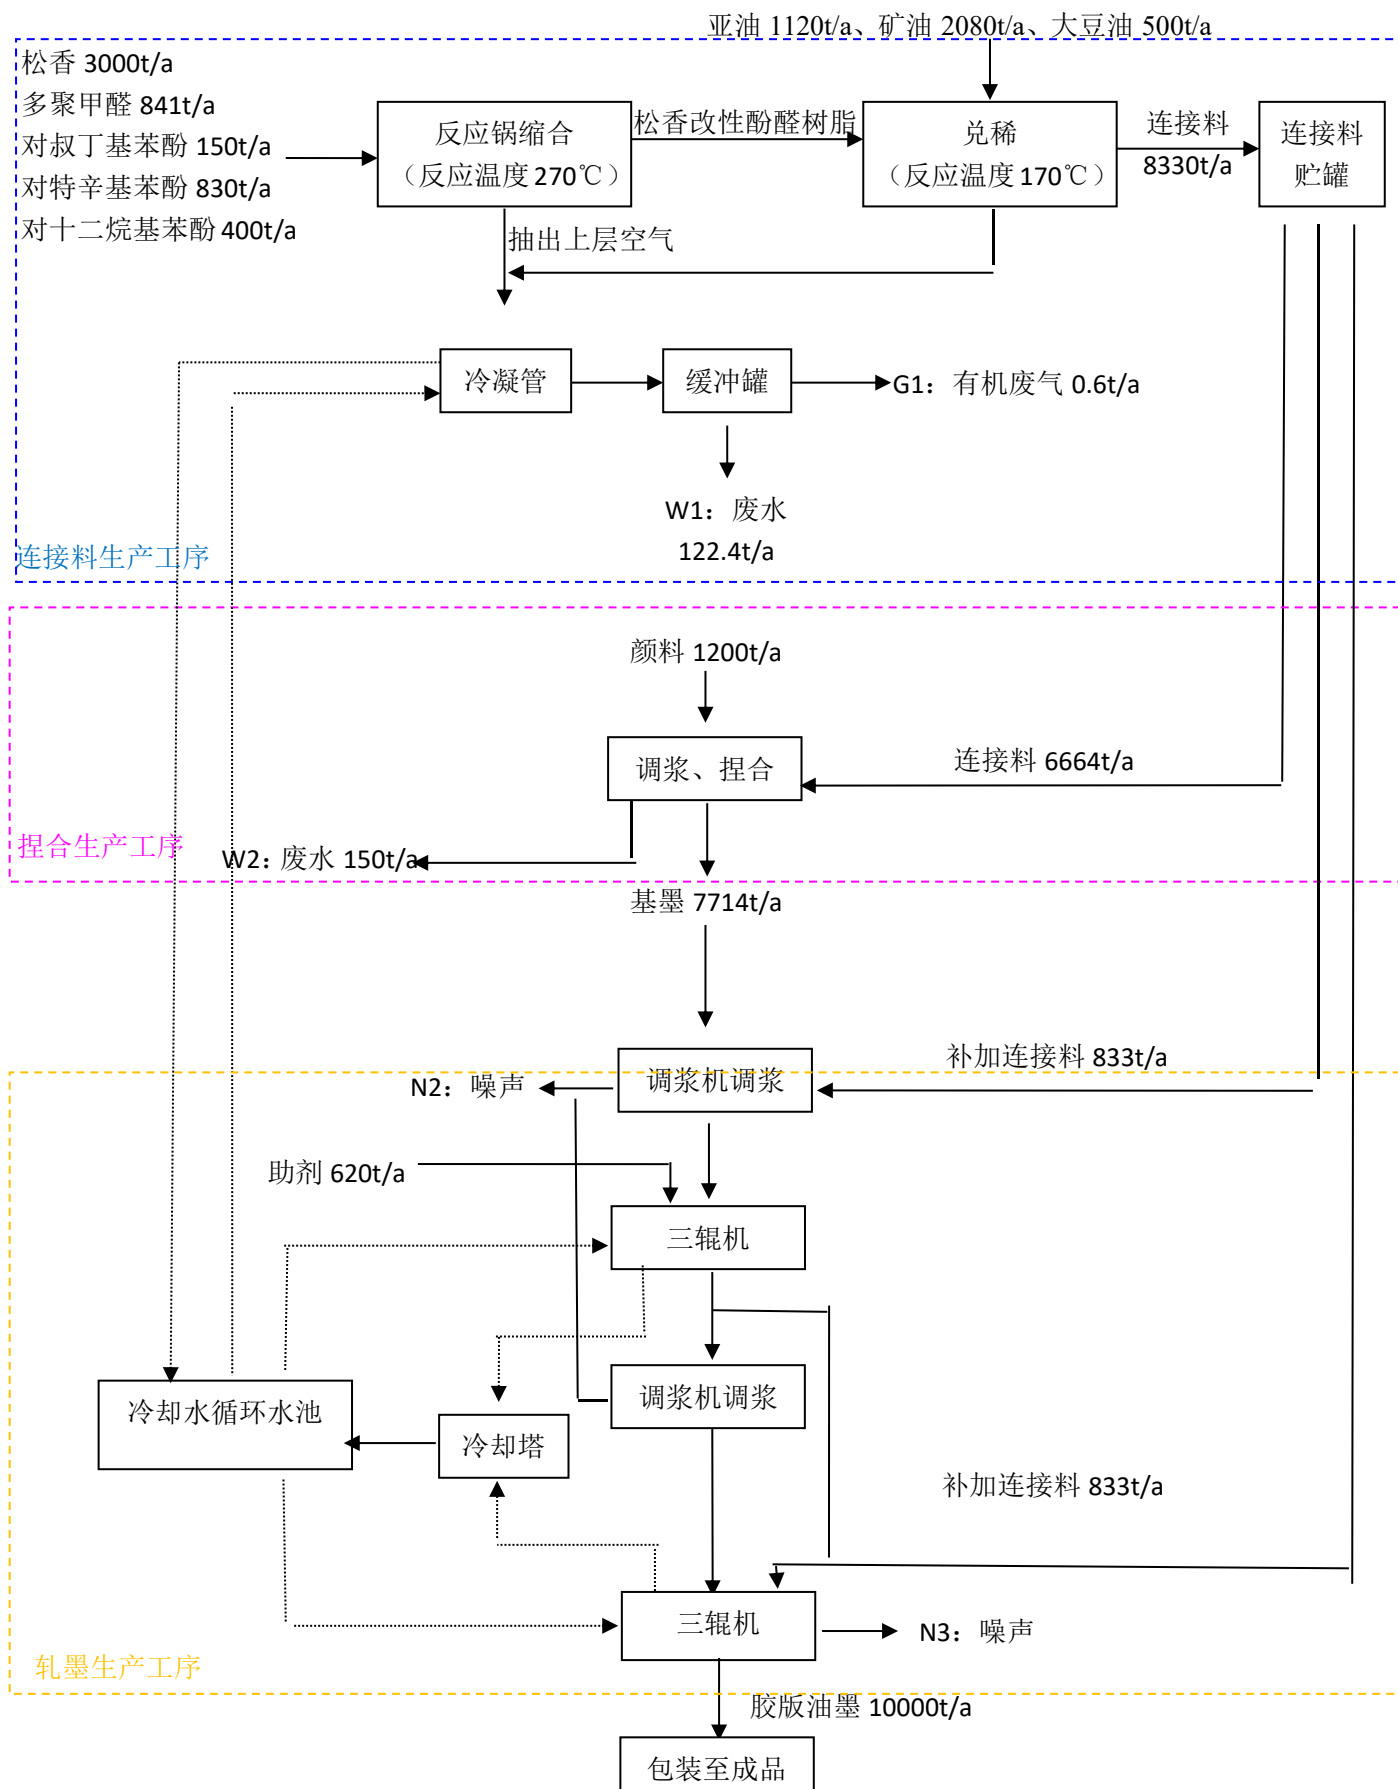 亚油 1120t/a、矿油 2080t/a、大豆油 500t/a
松香 3000t/a
多聚甲醛 841t/a
对叔丁基苯酚 150t/a
对特辛基苯酚 830t/a
对十二烷基苯酚 400t/a
反应锅缩合
（反应温度 270℃）
松香改性酚醛树脂
兑稀
（反应温度 170℃）
连接料
8330t/a
连接料
贮罐
抽出上层空气
冷凝管
缓冲罐
G1：有机废气 0.6t/a
W1：废水
122.4t/a
连接料生产工序
颜料 1200t/a
调浆、捏合
连接料 6664t/a
捏合生产工序
W2：废水 150t/a
基墨 7714t/a
调浆机调浆
补加连接料 833t/a
N2：噪声
助剂 620t/a
三辊机
调浆机调浆
冷却水循环水池
冷却塔
补加连接料 833t/a
三辊机
N3：噪声
轧墨生产工序
胶版油墨 10000t/a
包装至成品